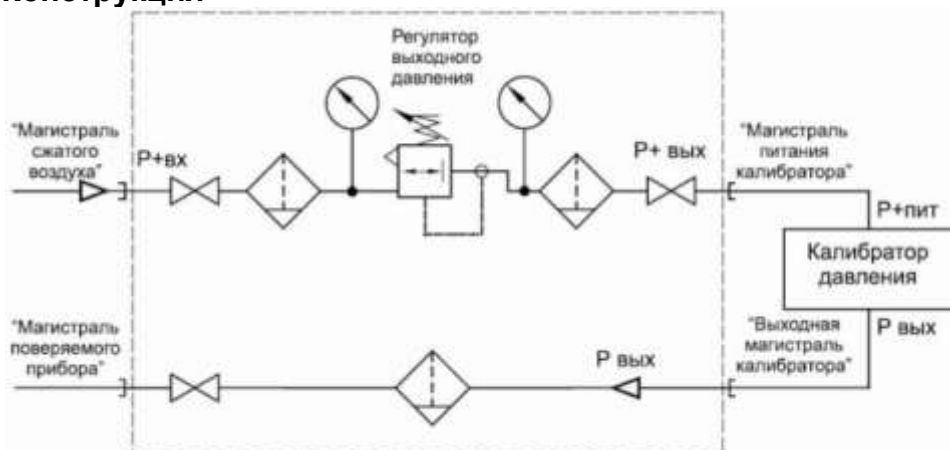 Регулятор
выходного
давления
"Магистраль
сжатого
воздуха"
P+вх
P+ вых
"Магистраль
питания
калибратора"
P+пит
Калибратор
давления
"Магистраль
поверяемого
прибора"
P вых
"Выходная
магистраль
калибратора"
P вых